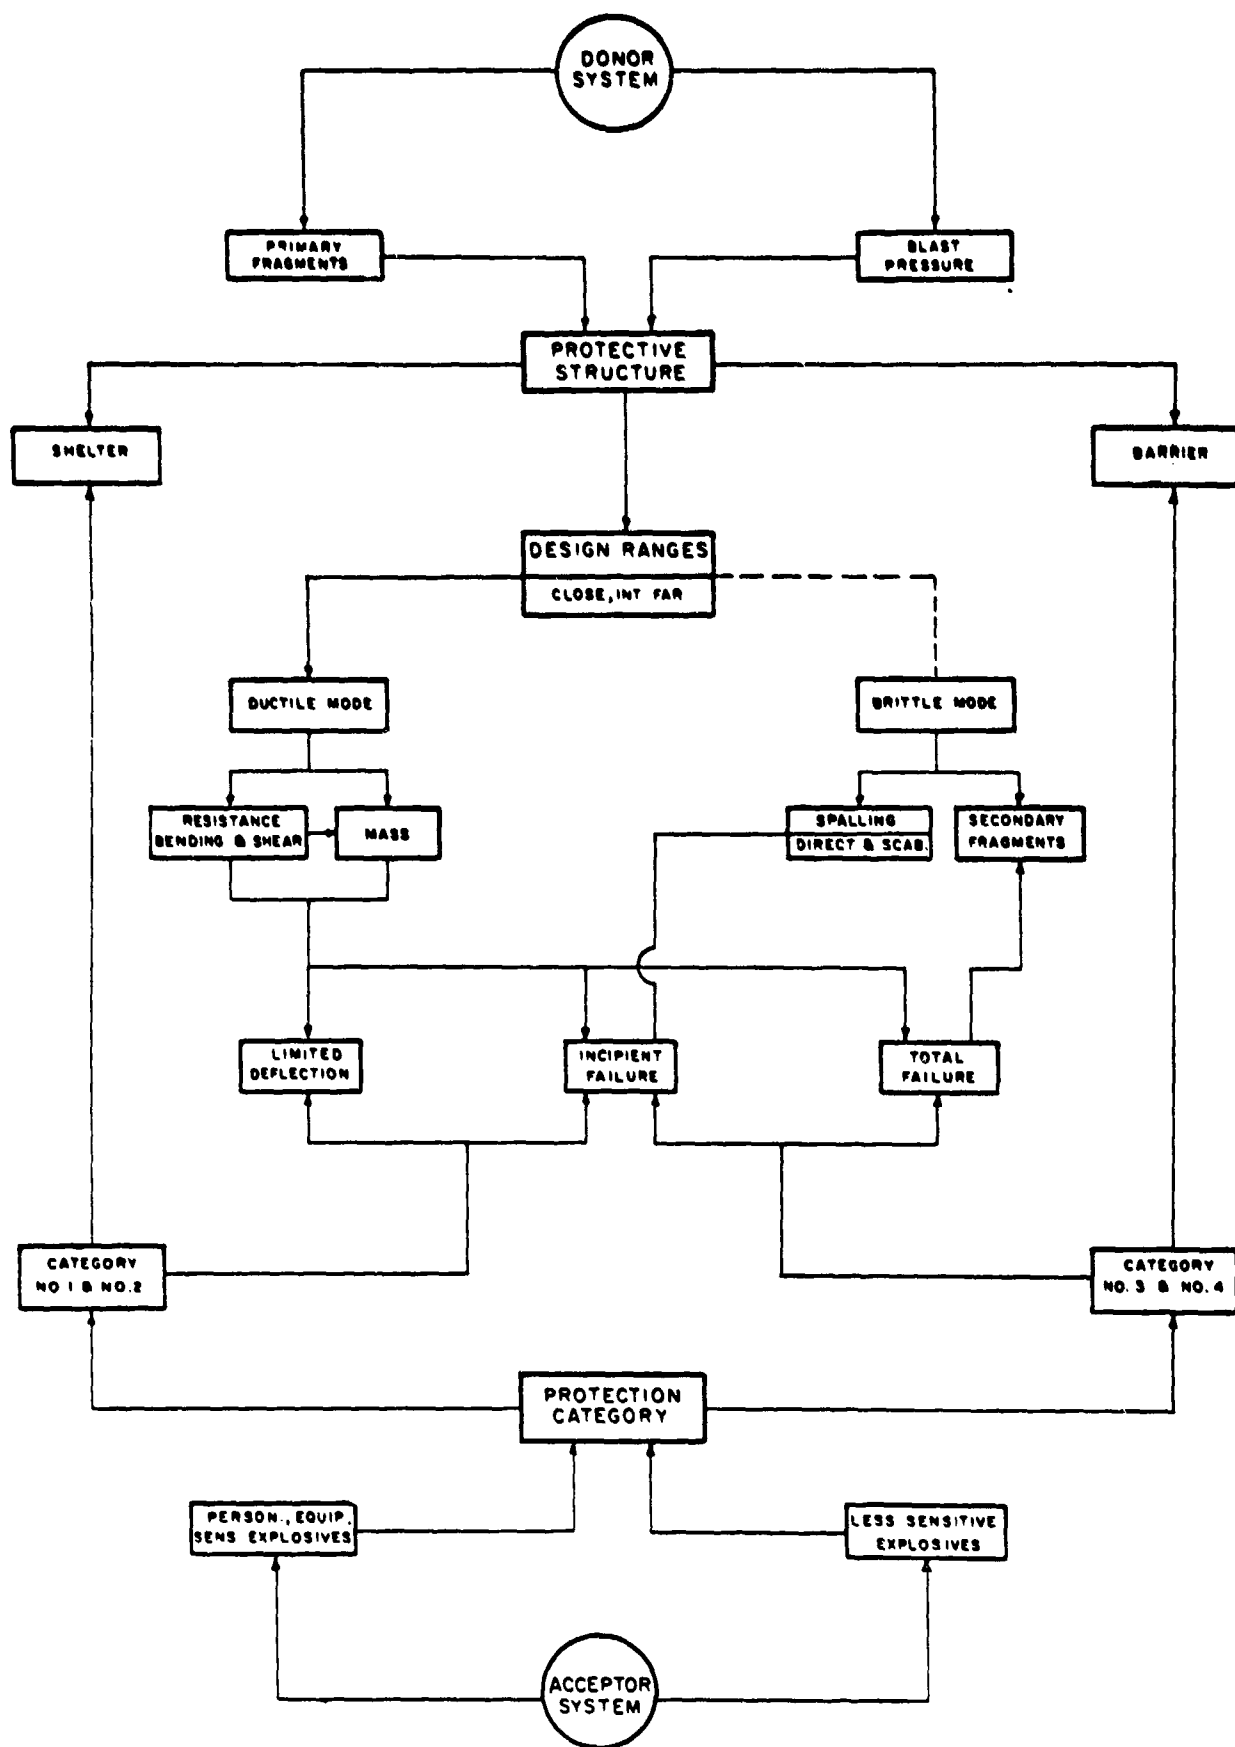 DONOR
SYSTEM
PRIMARY
FRAGMENTS
BLAST
PRESSURE
PROTECTIVE
STRUCTURE
SHELTER
BARRIER
DESIGN RANGES
CLOSE, INT FAR
DUCTILE MODE
BRITTLE MODE
RESISTANCE
BENDING & SHEAR
MASS
SPALLING
DIRECT & SCAB.
SECONDARY
FRAGMENTS
LIMITED
DEFLECTION
INCIPIENT
FAILURE
TOTAL
FAILURE
CATEGORY
NO 1 & NO.2
CATEGORY
NO. 3 & NO. 4
PROTECTION
CATEGORY
PERSON., EQUIP.
SENS EXPLOSIVES
LESS SENSITIVE
EXPLOSIVES
ACCEPTOR
SYSTEM